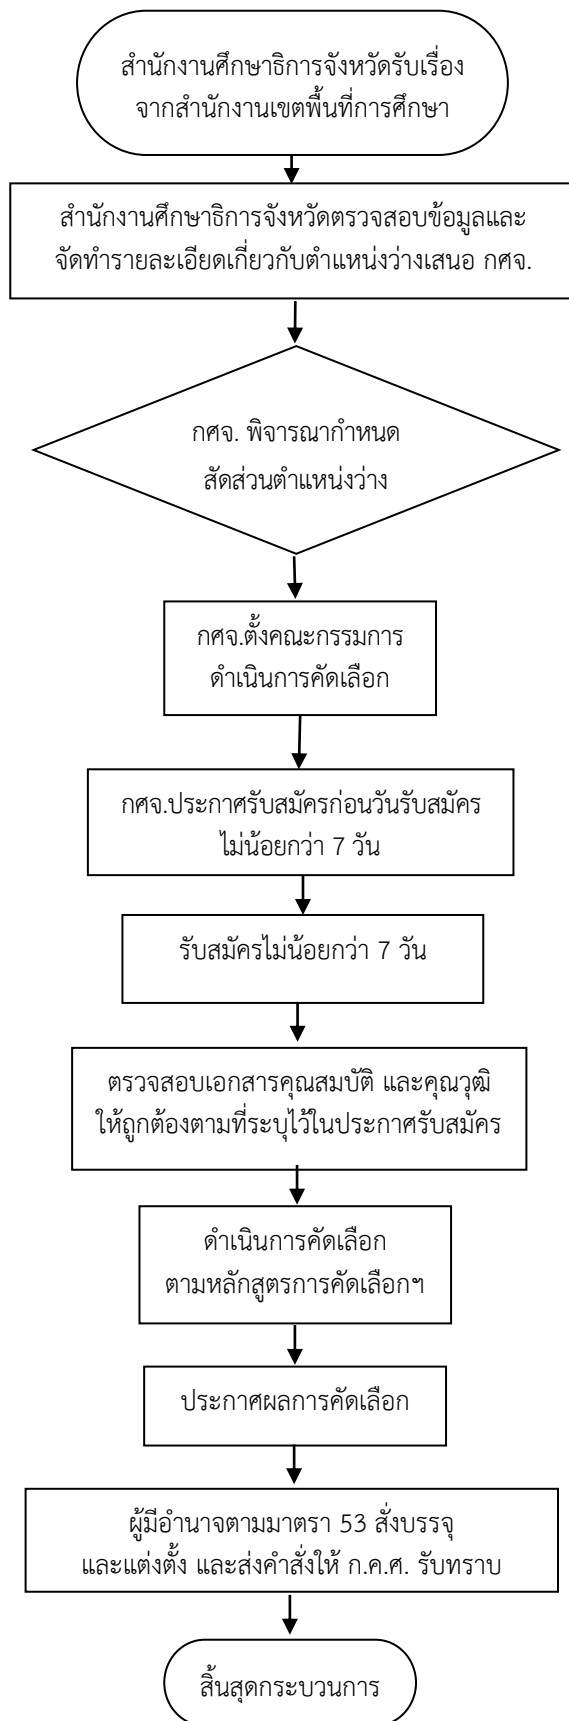 สำนักงานศึกษาธิการจังหวัดรับเรื่อง
จากสำนักงานเขตพื้นที่การศึกษา
สำนักงานศึกษาธิการจังหวัดตรวจสอบข้อมูลและ
จัดทำรายละเอียดเกี่ยวกับตำแหน่งว่างเสนอ กศจ.
กศจ. พิจารณากำหนด
สัดส่วนตำแหน่งว่าง
กศจ.ตั้งคณะกรรมการ
ดำเนินการคัดเลือก
กศจ.ประกาศรับสมัครก่อนวันรับสมัคร
ไม่น้อยกว่า 7 วัน
รับสมัครไม่น้อยกว่า 7 วัน
ตรวจสอบเอกสารคุณสมบัติ และคุณวุฒิ
ให้ถูกต้องตามที่ระบุไว้ในประกาศรับสมัคร
ดำเนินการคัดเลือก
ตามหลักสูตรการคัดเลือกฯ
ประกาศผลการคัดเลือก
ผู้มีอำนาจตามมาตรา 53 สั่งบรรจุ
และแต่งตั้ง และส่งคำสั่งให้ ก.ค.ศ. รับทราบ
สิ้นสุดกระบวนการ